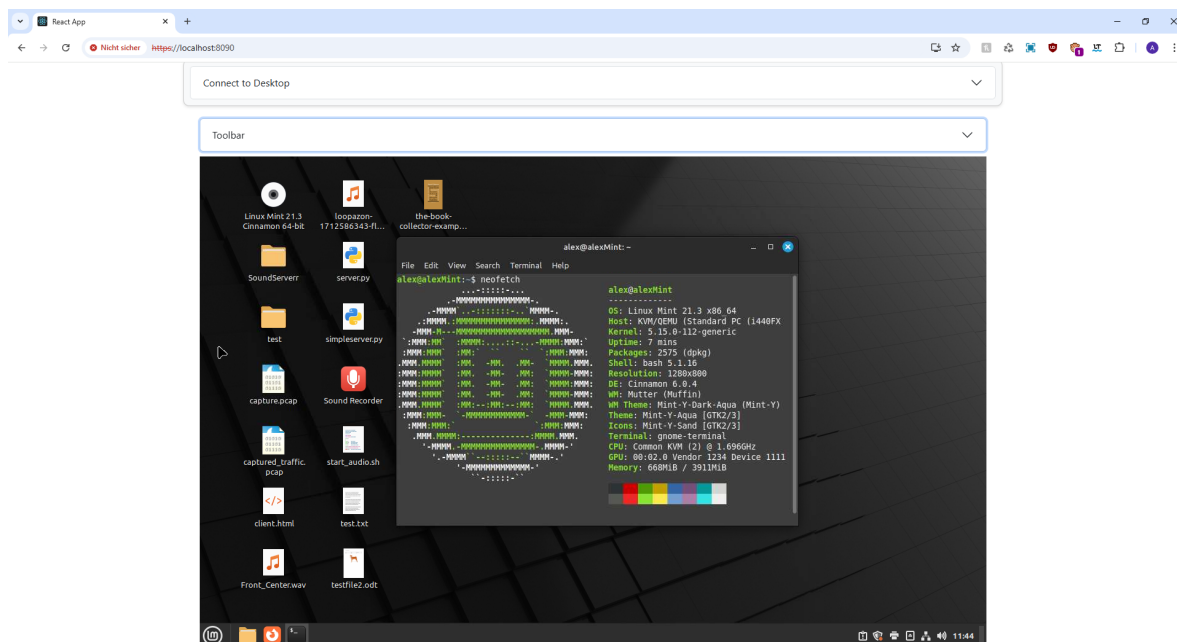 React App
Nicht sicher https://localhost:8090
Connect to Desktop
Toolbar
Linux Mint 21.3
Cinnamon 64-bit
loopazon-
1712586343-fl...
the-book-
collector-examp...
SoundServerr
server.py
test
simpleserver.py
capture.pcap
Sound Recorder
captured_traffic.
pcap
start_audio.sh
client.html
test.txt
Front_Center.wav
testfile2.odt
alex@alexMint: ~
File Edit View Search Terminal Help
alex@alexMint:~$ neofetch
alex@alexMint
-------------
OS: Linux Mint 21.3 x86_64
Host: KVM/QEMU (Standard PC (i440FX
Kernel: 5.15.0-112-generic
Uptime: 7 mins
Packages: 2575 (dpkg)
Shell: bash 5.1.16
Resolution: 1280x800
DE: Cinnamon 6.0.4
WM: Mutter (Muffin)
WM Theme: Mint-Y-Dark-Aqua (Mint-Y)
Theme: Mint-Y-Aqua [GTK2/3]
Icons: Mint-Y-Sand [GTK2/3]
Terminal: gnome-terminal
CPU: Common KVM (2) @ 1.696GHz
GPU: 00:02.0 Vendor 1234 Device 1111
Memory: 668MiB / 3911MiB
11:44